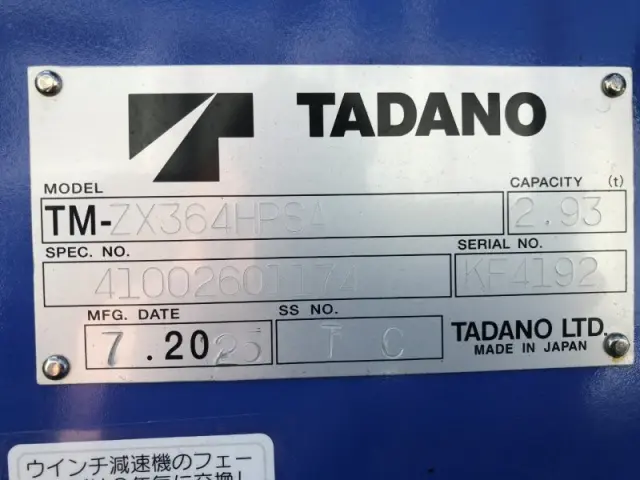 TADANO
MODEL
CAPACITY (t)
TM-ZX364HPSA
2.93
SPEC. NO.
SERIAL NO.
41002601174
KF4192
MFG. DATE
SS NO.
7.2025
T C
TADANO LTD.
MADE IN JAPAN
ウインチ減速機のフェー